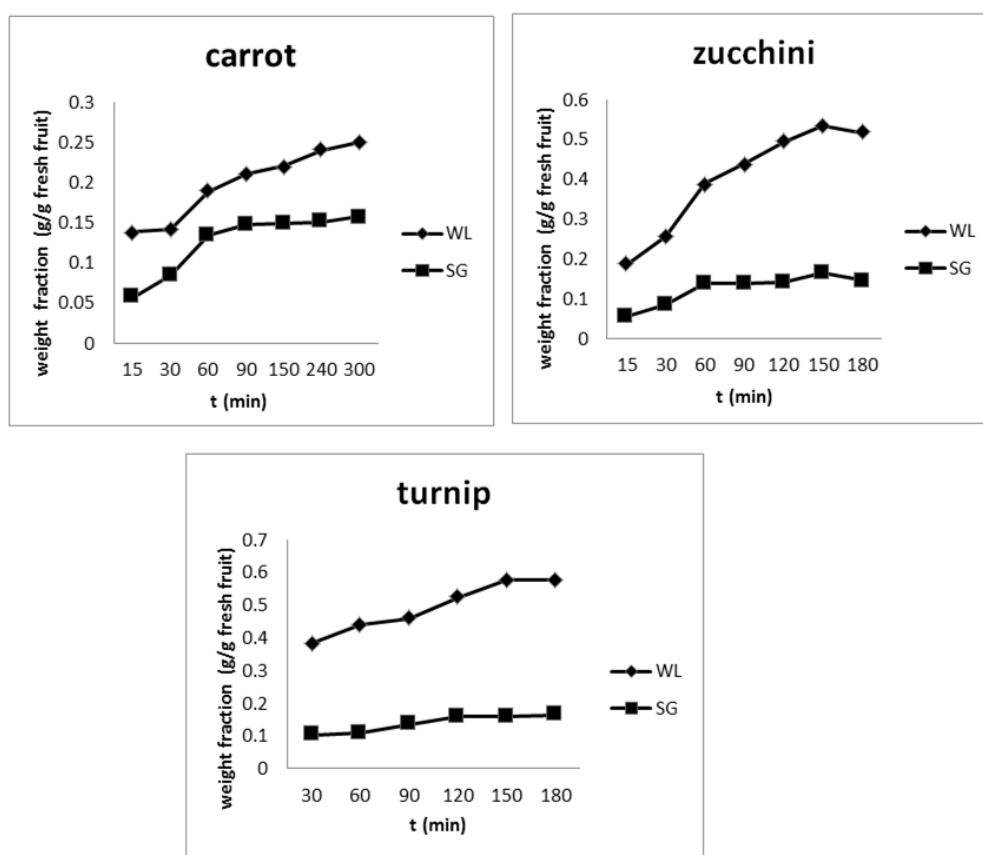 carrot
weight fraction (g/g fresh fruit)
0.3
0.25
0.2
0.15
0.1
0.05
0
15 30 60 90 150 240 300
t (min)
WL
SG
zucchini
weight fraction (g/g fresh fruit)
0.6
0.5
0.4
0.3
0.2
0.1
0
15 30 60 90 120 150 180
t (min)
WL
SG
turnip
weight fraction (g/g fresh fruit)
0.7
0.6
0.5
0.4
0.3
0.2
0.1
0
30 60 90 120 150 180
t (min)
WL
SG